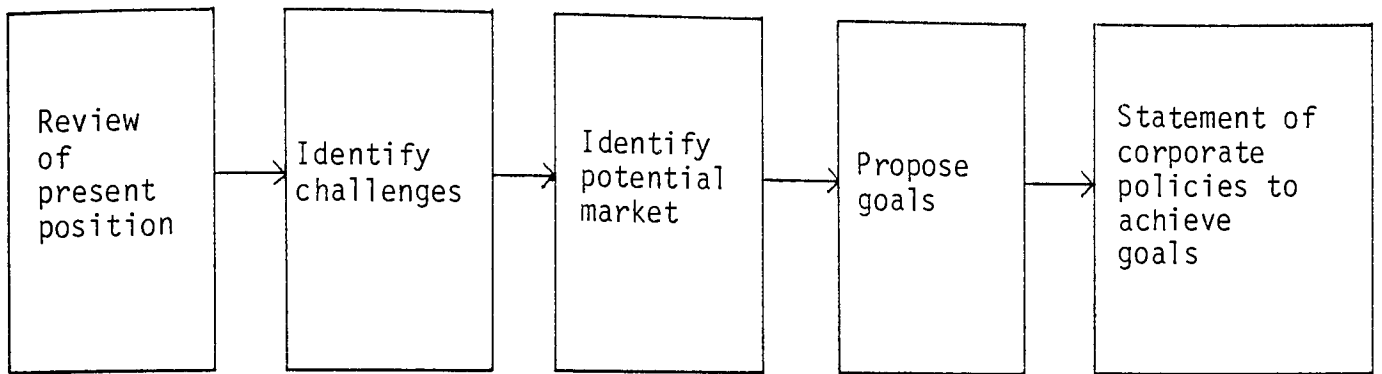 Review
of
present
position
Identify
challenges
Identify
potential
market
Propose
goals
Statement of
corporate
policies to
achieve
goals